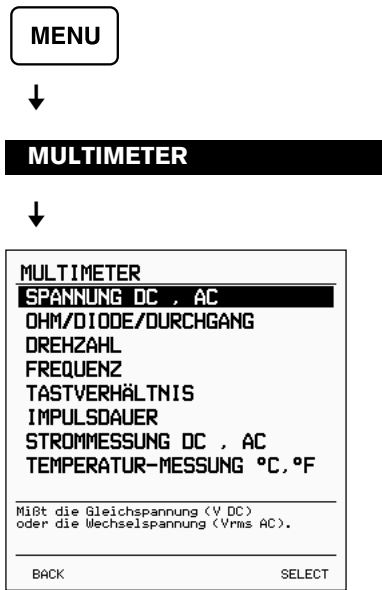 MENU
MULTIMETER
MULTIMETER
SPANNUNG DC , AC
OHM/DIODE/DURCHGANG
DREHZAHL
FREQUENZ
TASTVERHÄLTNIS
IMPULSDAUER
STROMMESSUNG DC , AC
TEMPERATUR-MESSUNG °C,°F
Mißt die Gleichspannung (V DC)
oder die Wechselspannung (Vrms AC).
BACK SELECT